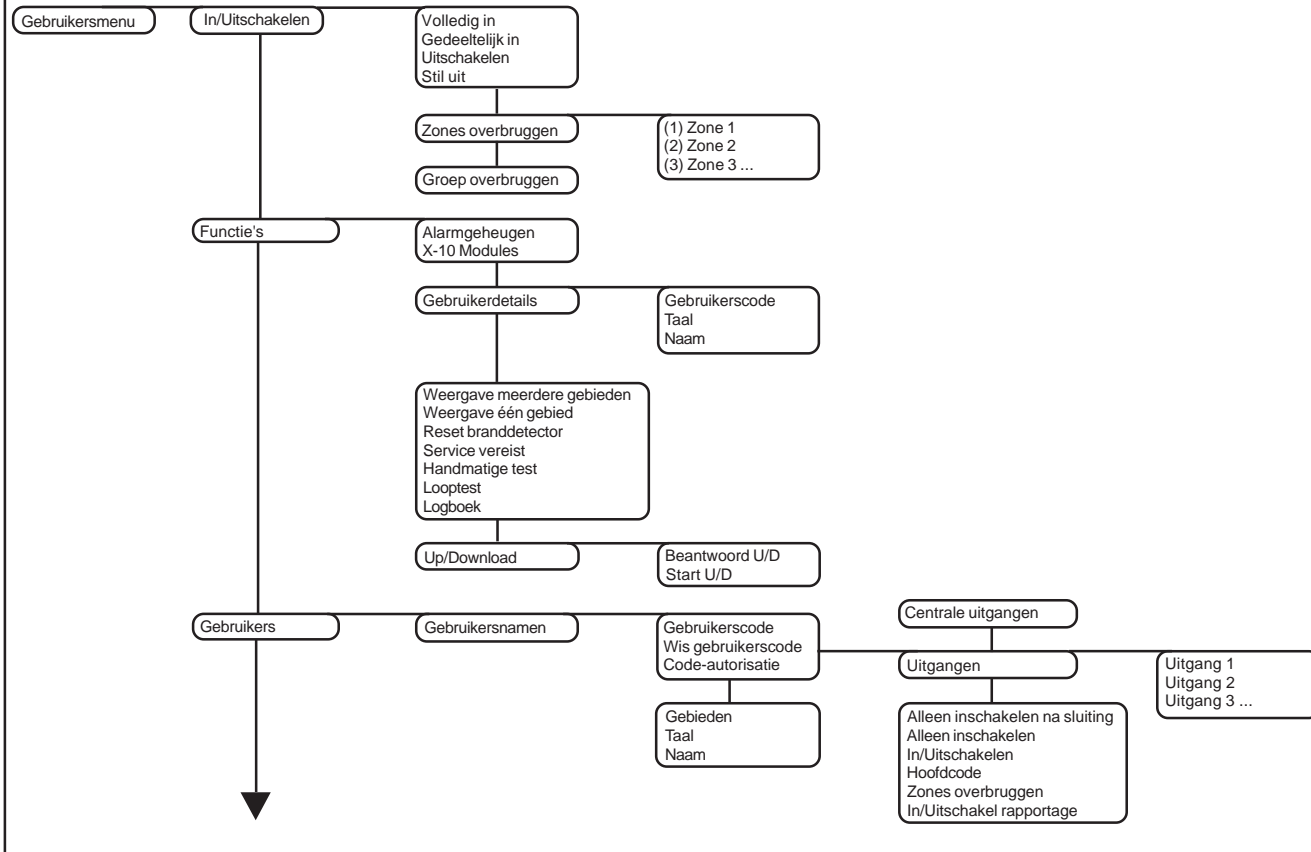 Gebruikersmenu
In/Uitschakelen
Volledig in
Gedeeltelijk in
Uitschakelen
Stil uit
Zones overbruggen
(1) Zone 1
(2) Zone 2
(3) Zone 3 ...
Groep overbruggen
Functie's
Alarmgeheugen
X-10 Modules
Gebruikerdetails
Gebruikerscode
Taal
Naam
Weergave meerdere gebieden
Weergave één gebied
Reset branddetector
Service vereist
Handmatige test
Looptest
Logboek
Up/Download
Beantwoord U/D
Start U/D
Gebruikers
Gebruikersnamen
Gebruikerscode
Wis gebruikerscode
Code-autorisatie
Gebieden
Taal
Naam
Centrale uitgangen
Uitgangen
Uitgang 1
Uitgang 2
Uitgang 3 ...
Alleen inschakelen na sluiting
Alleen inschakelen
In/Uitschakelen
Hoofdcode
Zones overbruggen
In/Uitschakel rapportage